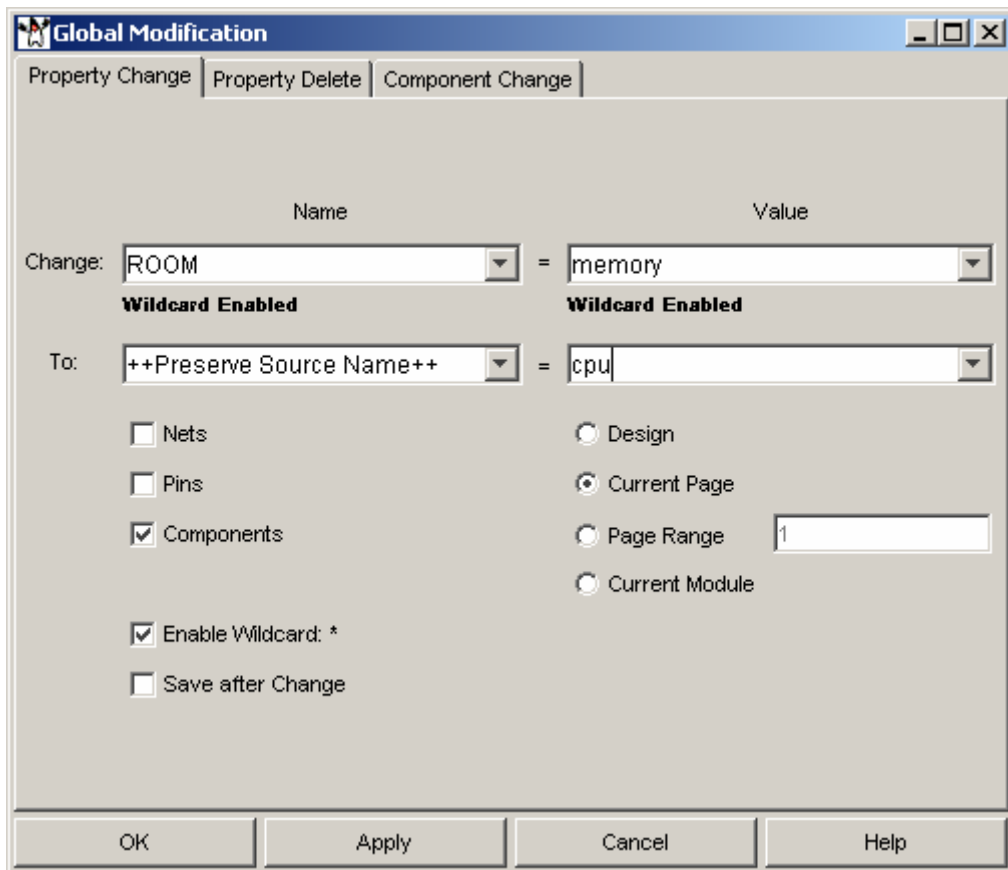 Global Modification
Property Change Property Delete Component Change
Name Value
Change: ROOM = memory
Wildcard Enabled Wildcard Enabled
To: ++Preserve Source Name++ = cpu
Nets Design
Pins Current Page
Components Page Range 1
Current Module
Enable Wildcard: *
Save after Change
OK Apply Cancel Help